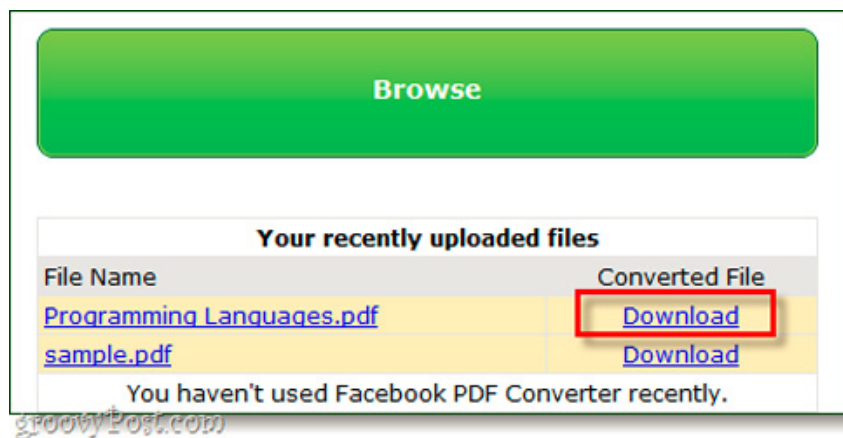 Browse
Your recently uploaded files
File Name Converted File
Programming Languages.pdf Download
sample.pdf Download
You haven't used Facebook PDF Converter recently.
groovyPost.com